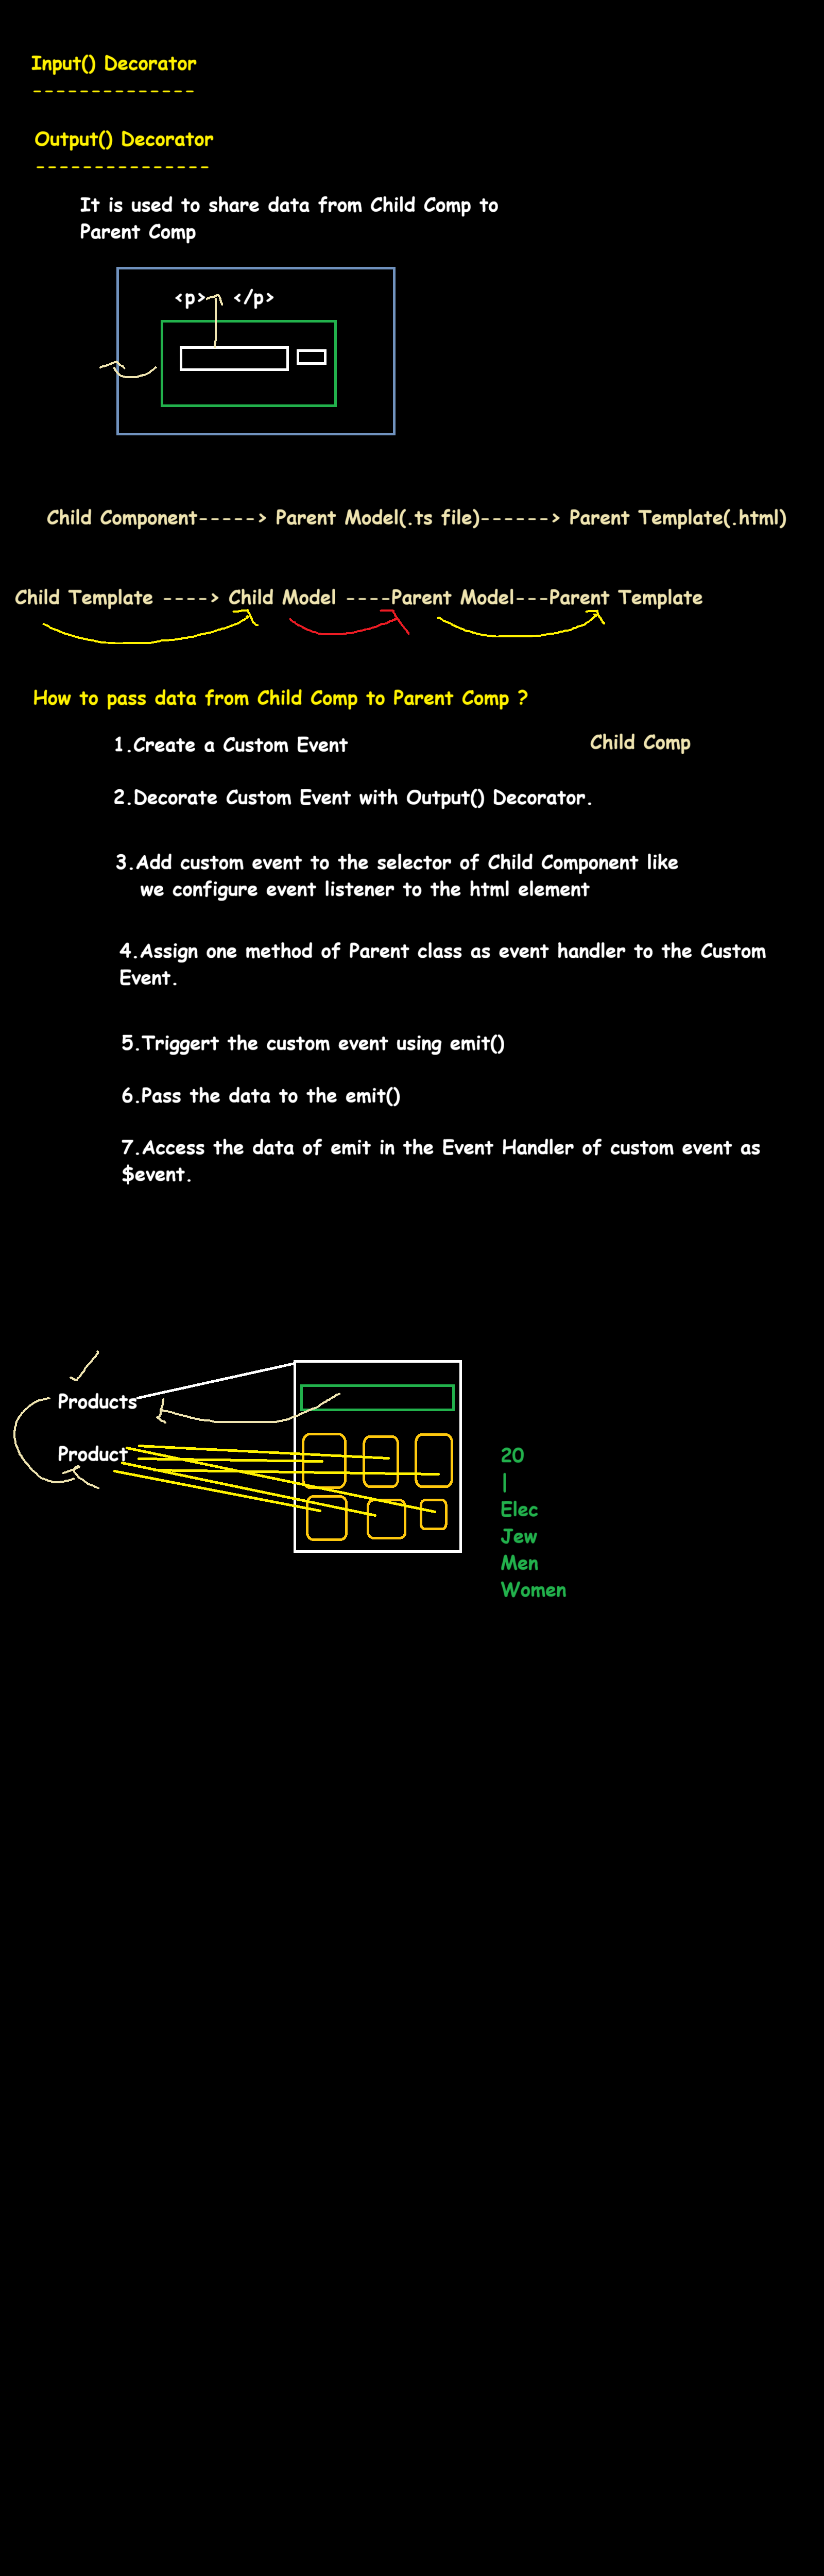 Input() Decorator
--------------
Output() Decorator
---------------
It is used to share data from Child Comp to
Parent Comp
<p> </p>
Child Component-----> Parent Model(.ts file)------> Parent Template(.html)
Child Template ----> Child Model ----Parent Model---Parent Template
How to pass data from Child Comp to Parent Comp ?
1.Create a Custom Event
Child Comp
2.Decorate Custom Event with Output() Decorator.
3.Add custom event to the selector of Child Component like
we configure event listener to the html element
4.Assign one method of Parent class as event handler to the Custom
Event.
5.Triggert the custom event using emit()
6.Pass the data to the emit()
7.Access the data of emit in the Event Handler of custom event as
$event.
Products
Product
20
|
Elec
Jew
Men
Women